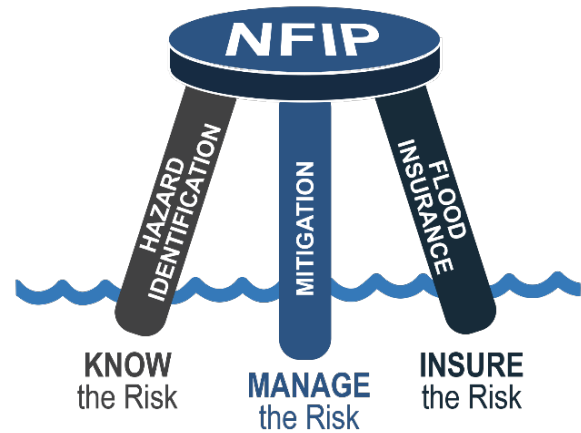 NFIP
HAZARD
IDENTIFICATION
MITIGATION
FLOOD
INSURANCE
KNOW
the Risk
MANAGE
the Risk
INSURE
the Risk